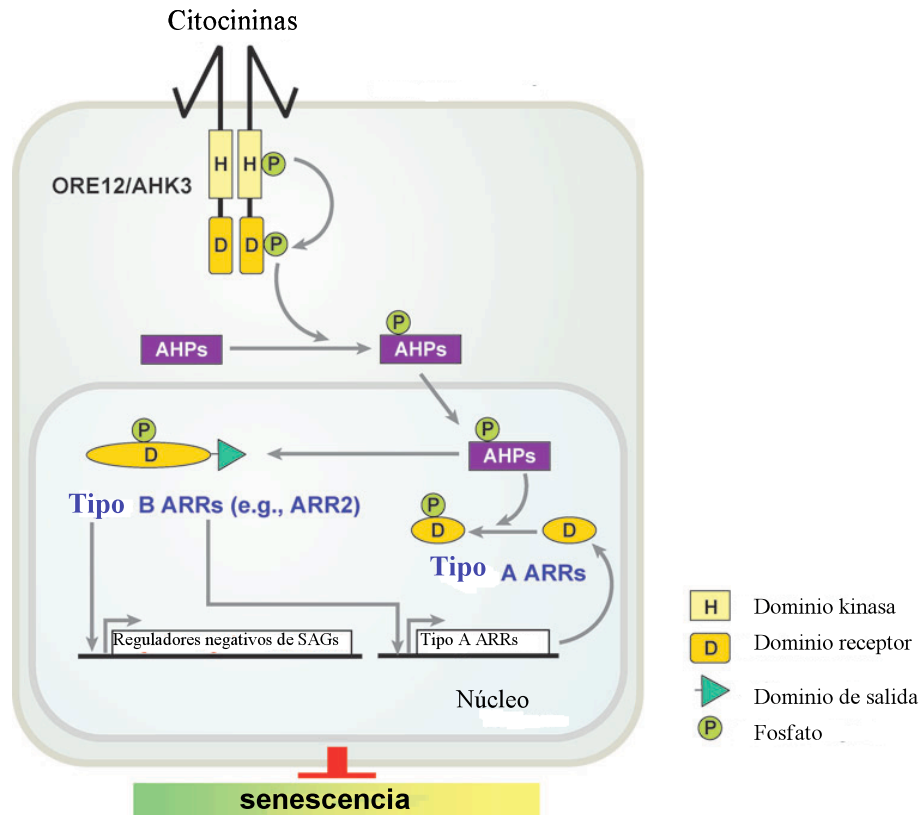 Citocininas
H H P
ORE12/AHK3
D D P
P
AHPs AHPs
P P
D AHPs
Tipo B ARRs (e.g., ARR2)
P
D D
Tipo A ARRs
Reguladores negativos de SAGs Tipo A ARRs
Núcleo
senescencia
H Dominio kinasa
D Dominio receptor
Dominio de salida
P Fosfato